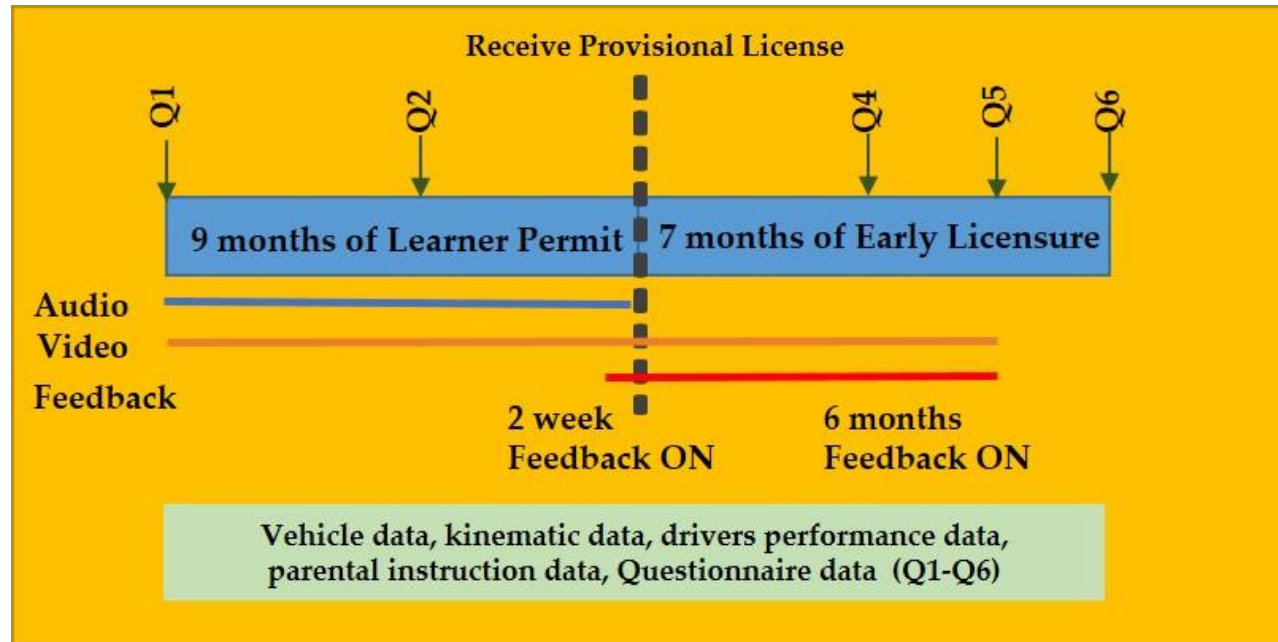 Receive Provisional License
Q1
Q2
Q4
Q5
Q6
9 months of Learner Permit
7 months of Early Licensure
Audio
Video
Feedback
2 week
Feedback ON
6 months
Feedback ON
Vehicle data, kinematic data, drivers performance data,
parental instruction data, Questionnaire data (Q1-Q6)